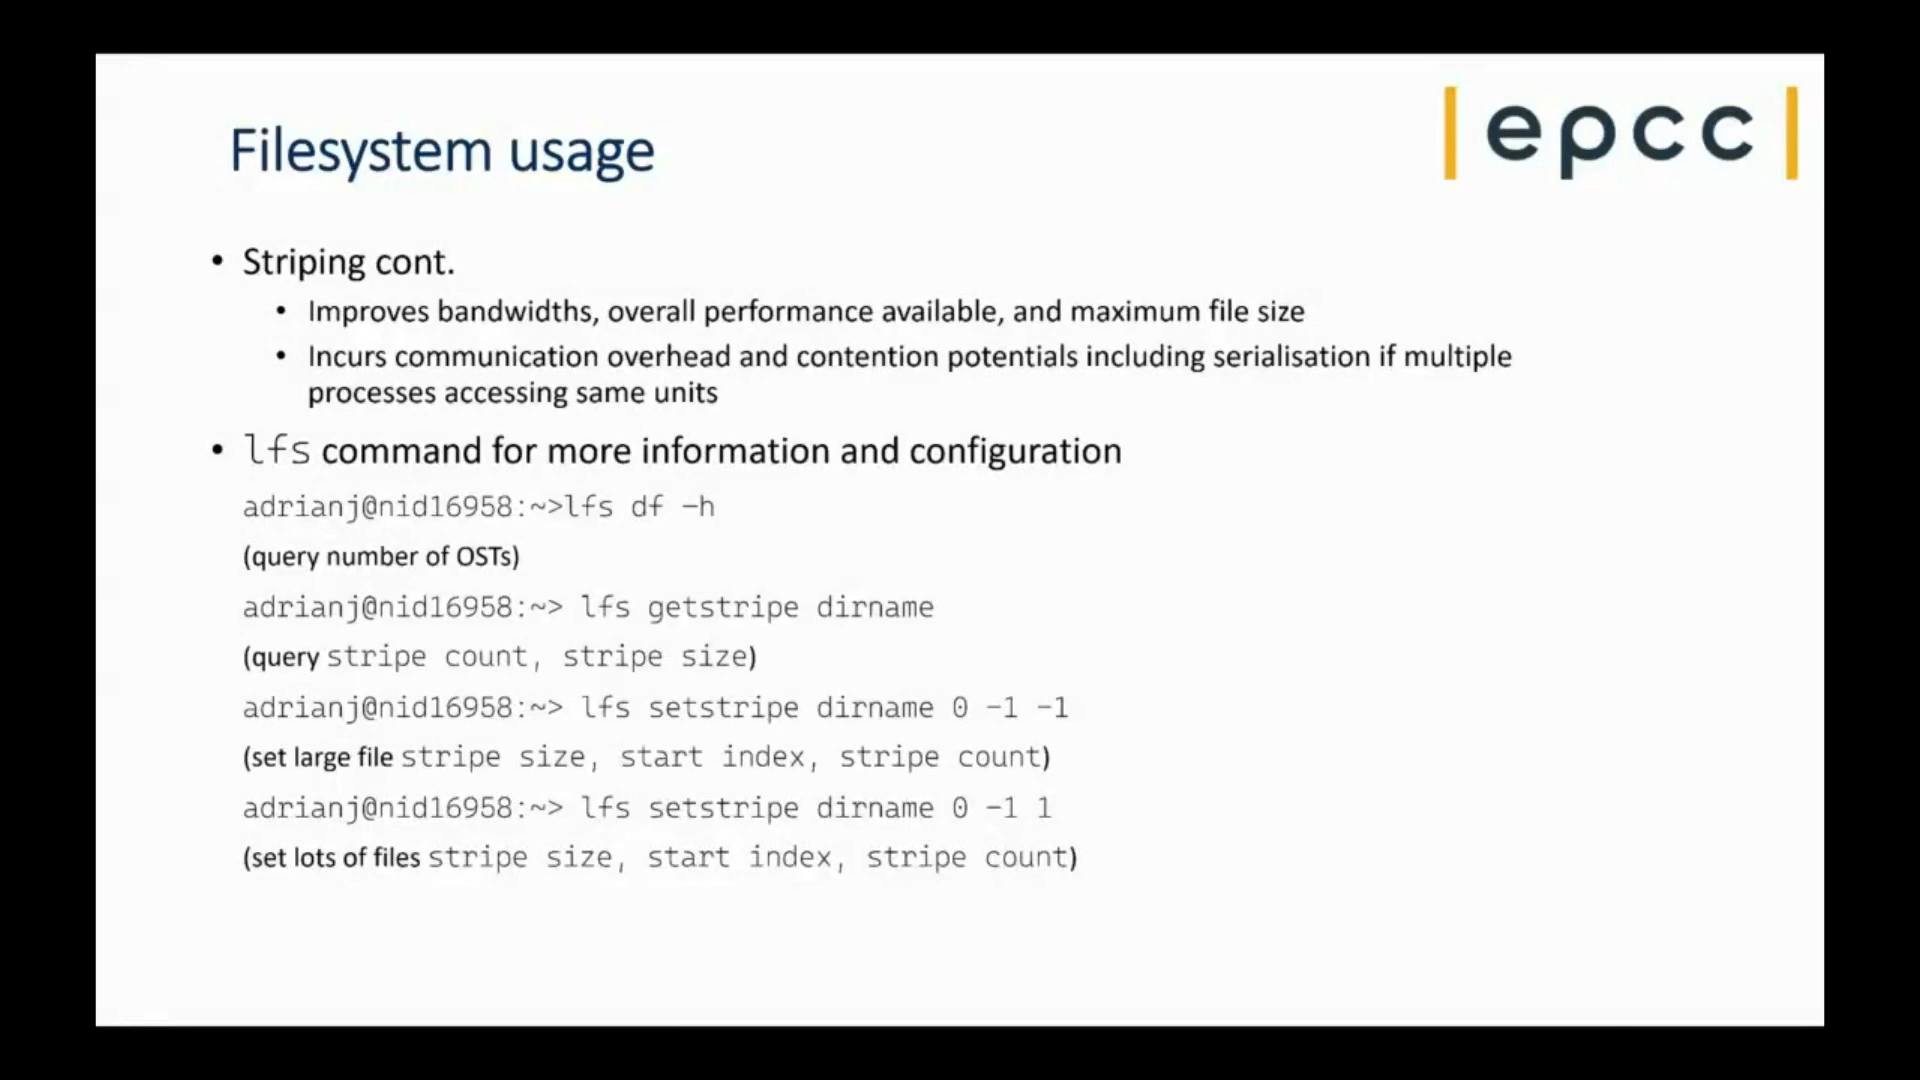 Filesystem usage
|epcc|
• Striping cont.
• Improves bandwidths, overall performance available, and maximum file size
• Incurs communication overhead and contention potentials including serialisation if multiple
processes accessing same units
• lfs command for more information and configuration
adrianj@nid16958:~>lfs df –h
(query number of OSTs)
adrianj@nid16958:~> lfs getstripe dirname
(query stripe count, stripe size)
adrianj@nid16958:~> lfs setstripe dirname 0 –1 –1
(set large file stripe size, start index, stripe count)
adrianj@nid16958:~> lfs setstripe dirname 0 –1 1
(set lots of files stripe size, start index, stripe count)